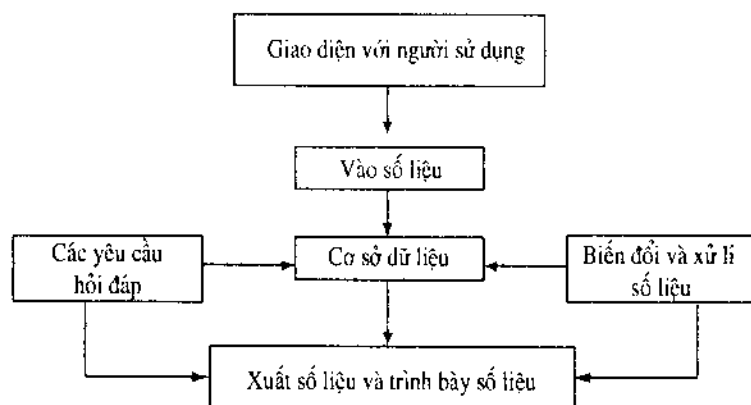 Giao diện với người sử dụng
Vào số liệu
Các yêu cầu
hỏi đáp
Cơ sở dữ liệu
Biến đổi và xử lí
số liệu
Xuất số liệu và trình bày số liệu